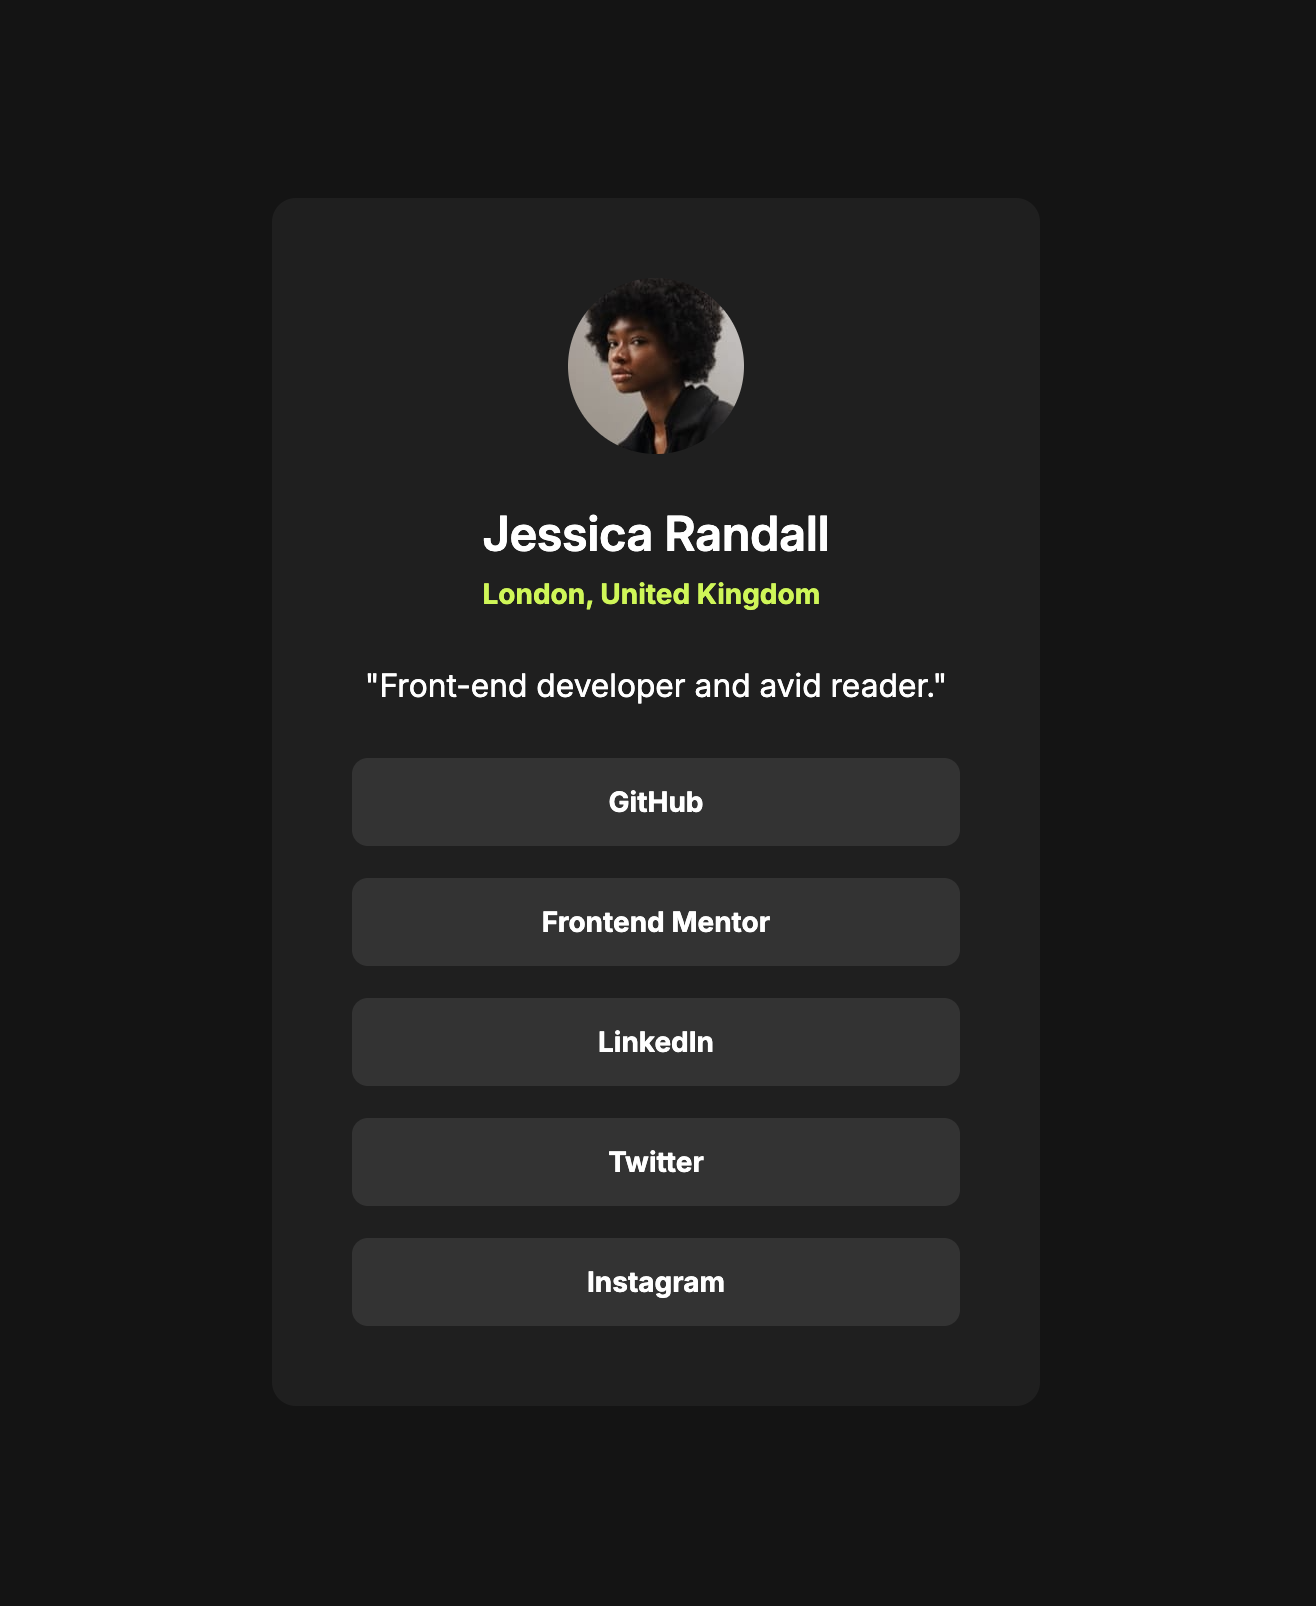 Jessica Randall
London, United Kingdom
"Front-end developer and avid reader."
GitHub
Frontend Mentor
LinkedIn
Twitter
Instagram